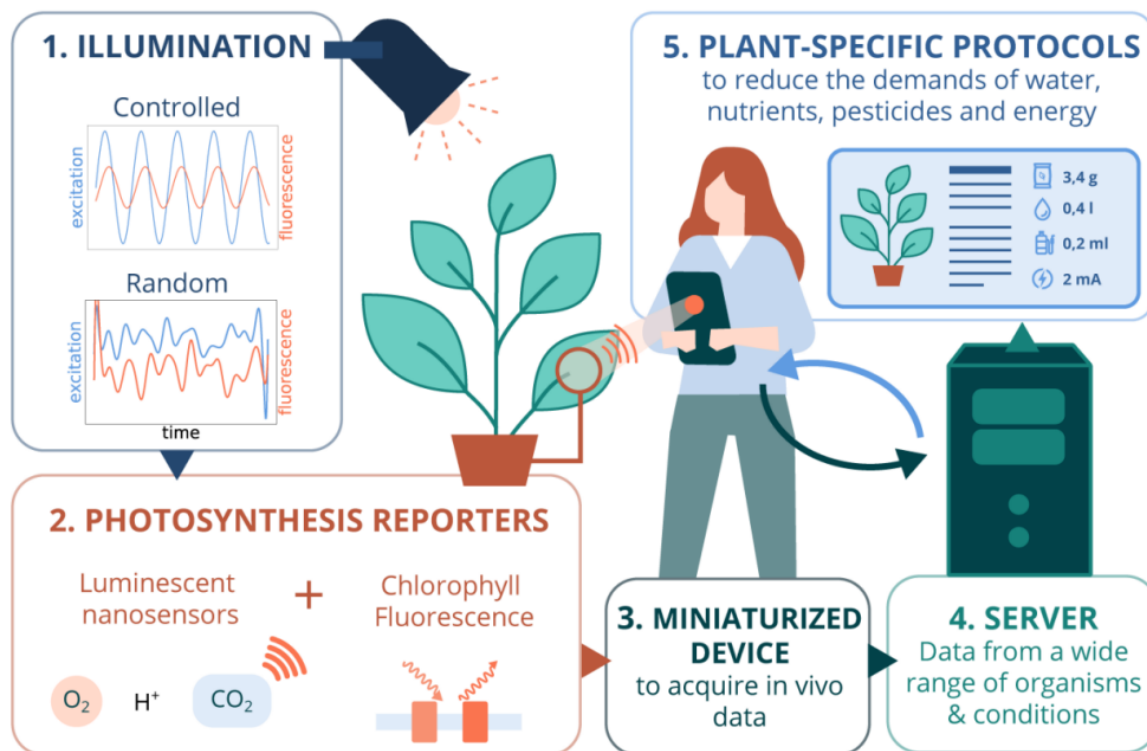 1. ILLUMINATION
Controlled
excitation
fluorescence
Random
excitation
fluorescence
time
2. PHOTOSYNTHESIS REPORTERS
Luminescent
nanosensors
+
Chlorophyll
Fluorescence
O₂
H⁺
CO₂
3. MINIATURIZED
DEVICE
to acquire in vivo
data
4. SERVER
Data from a wide
range of organisms
& conditions
5. PLANT-SPECIFIC PROTOCOLS
to reduce the demands of water,
nutrients, pesticides and energy
3,4 g
0,4 l
0,2 ml
2 mA